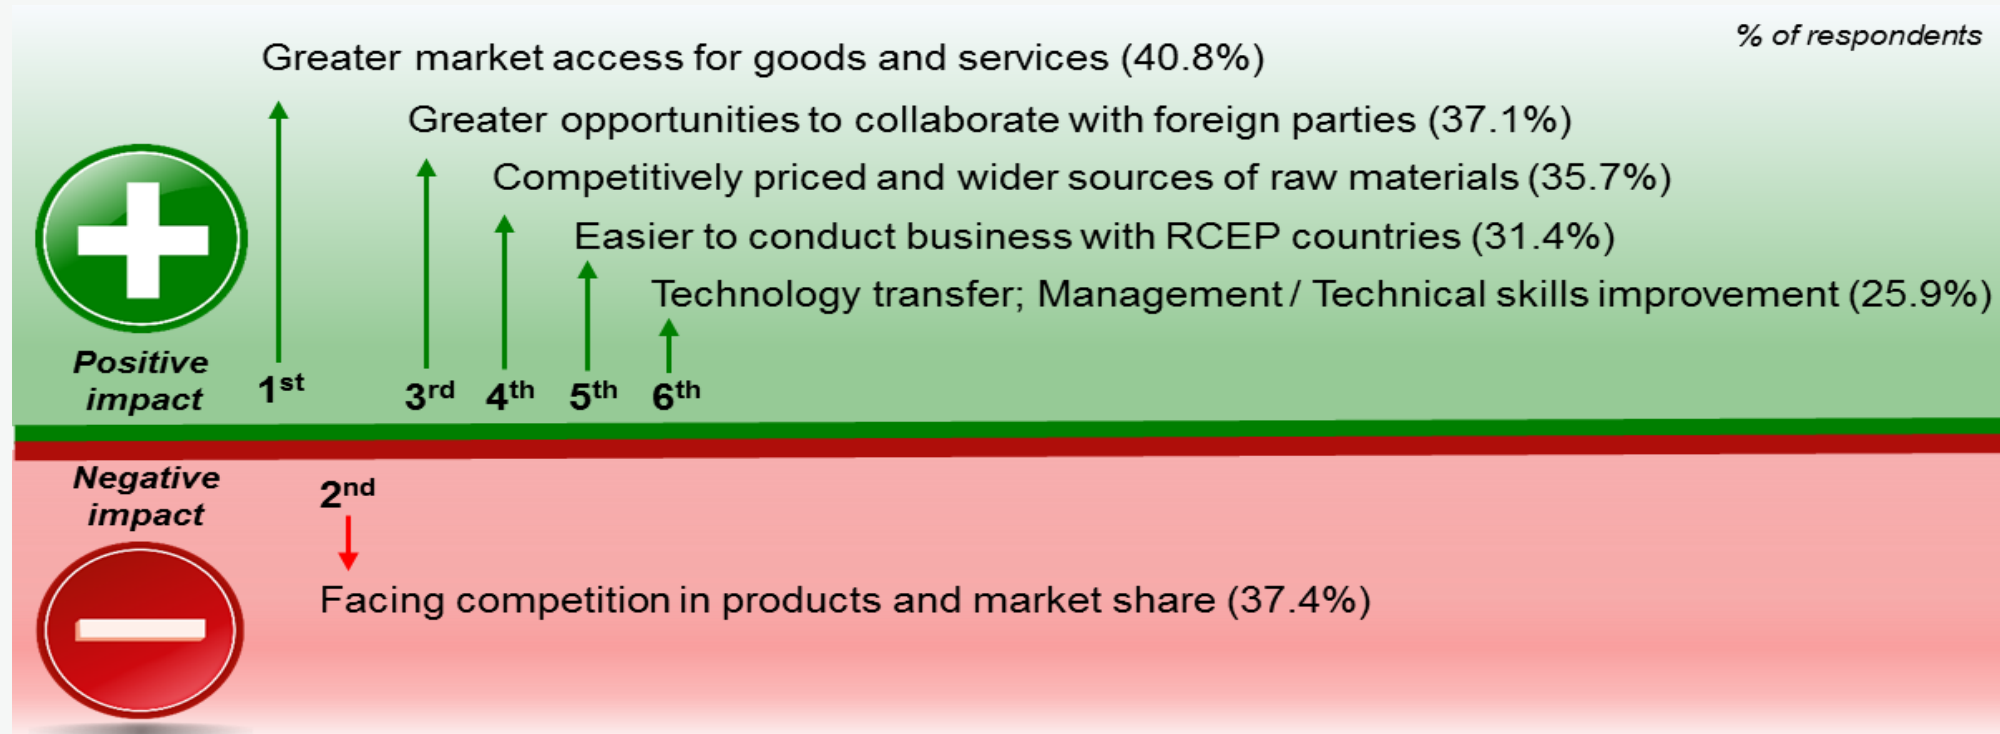 % of respondents
Greater market access for goods and services (40.8%)
Greater opportunities to collaborate with foreign parties (37.1%)
Competitively priced and wider sources of raw materials (35.7%)
Easier to conduct business with RCEP countries (31.4%)
Technology transfer; Management / Technical skills improvement (25.9%)
Positive
impact
1st 3rd 4th 5th 6th
Negative
impact
2nd
Facing competition in products and market share (37.4%)